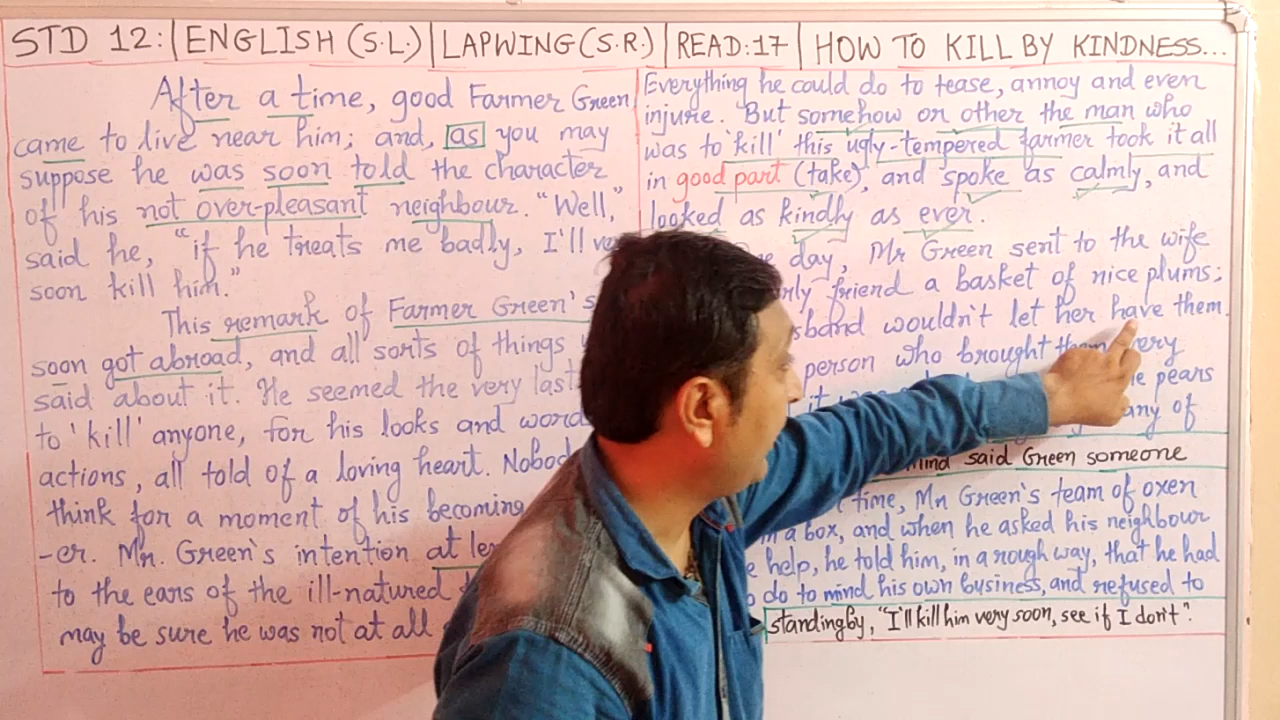 STD 12: | ENGLISH (S.L.) | LAPWING (S.R.) | READ:17 | HOW TO KILL BY KINDNESS...
After a time, good Farmer Green
came to live near him; and, as you may
suppose he was soon told the character
of his not over-pleasant neighbour. "Well,"
said he, "if he treats me badly, I'll
soon kill him."
This remark of Farmer Green's
soon got abroad, and all sorts of things
said about it. He seemed the very last
to 'kill' anyone, for his looks and
actions, all told of a loving heart.
think for a moment of his becoming
-er. Mr. Green's intention at
to the ears of the ill-natured
may be sure he was not at all
Everything he could do to tease, annoy and even
injure. But somehow or other the man who
was to 'kill' this ugly-tempered farmer took it all
in good part (take), and spoke as calmly, and
looked as kindly as ever.
day, Mr Green sent to the wife
friend a basket of nice plums;
wouldn't let her have them.
person who brought
pears
any of
said Green someone
time, Mr Green's team of oxen
a box, and when he asked his neighbour
help, he told him, in a rough way, that he had
do to mind his own business, and refused to
standing by, "I'll kill him very soon, see if I don't".